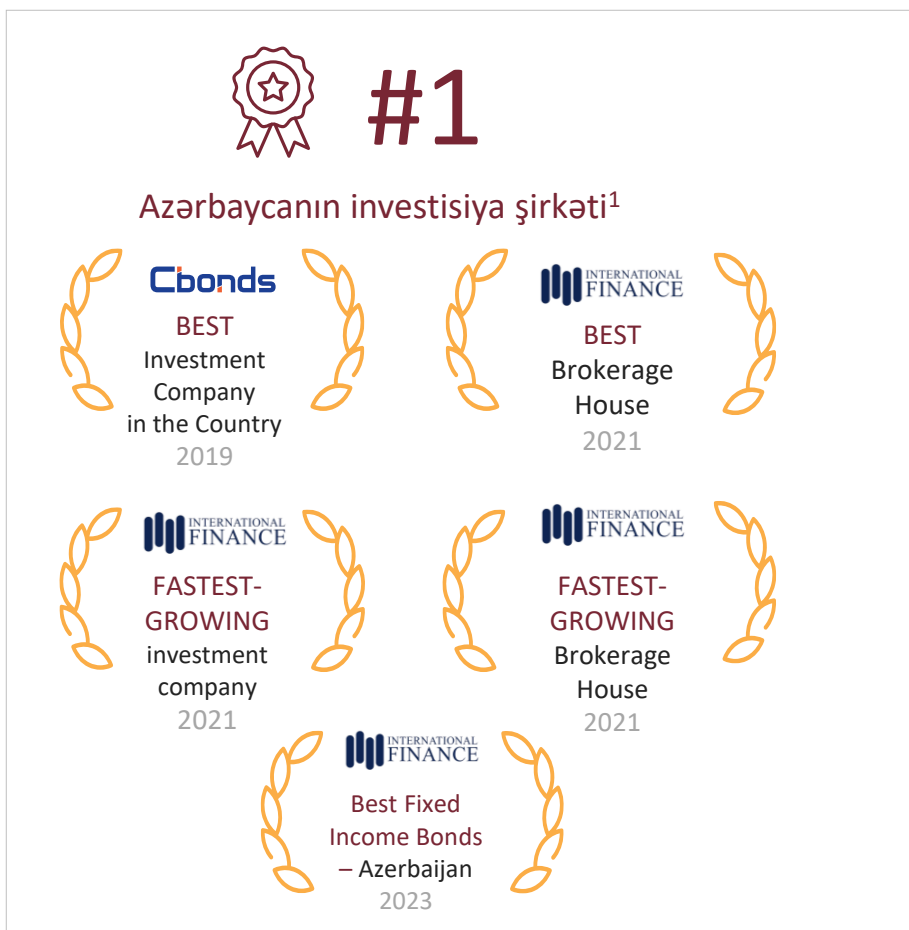 #1
Azərbaycanın investisiya şirkəti¹
Cbonds
BEST
Investment
Company
in the Country
2019
INTERNATIONAL
FINANCE
BEST
Brokerage
House
2021
INTERNATIONAL
FINANCE
FASTEST-
GROWING
investment
company
2021
INTERNATIONAL
FINANCE
FASTEST-
GROWING
Brokerage
House
2021
INTERNATIONAL
FINANCE
Best Fixed
Income Bonds
– Azerbaijan
2023